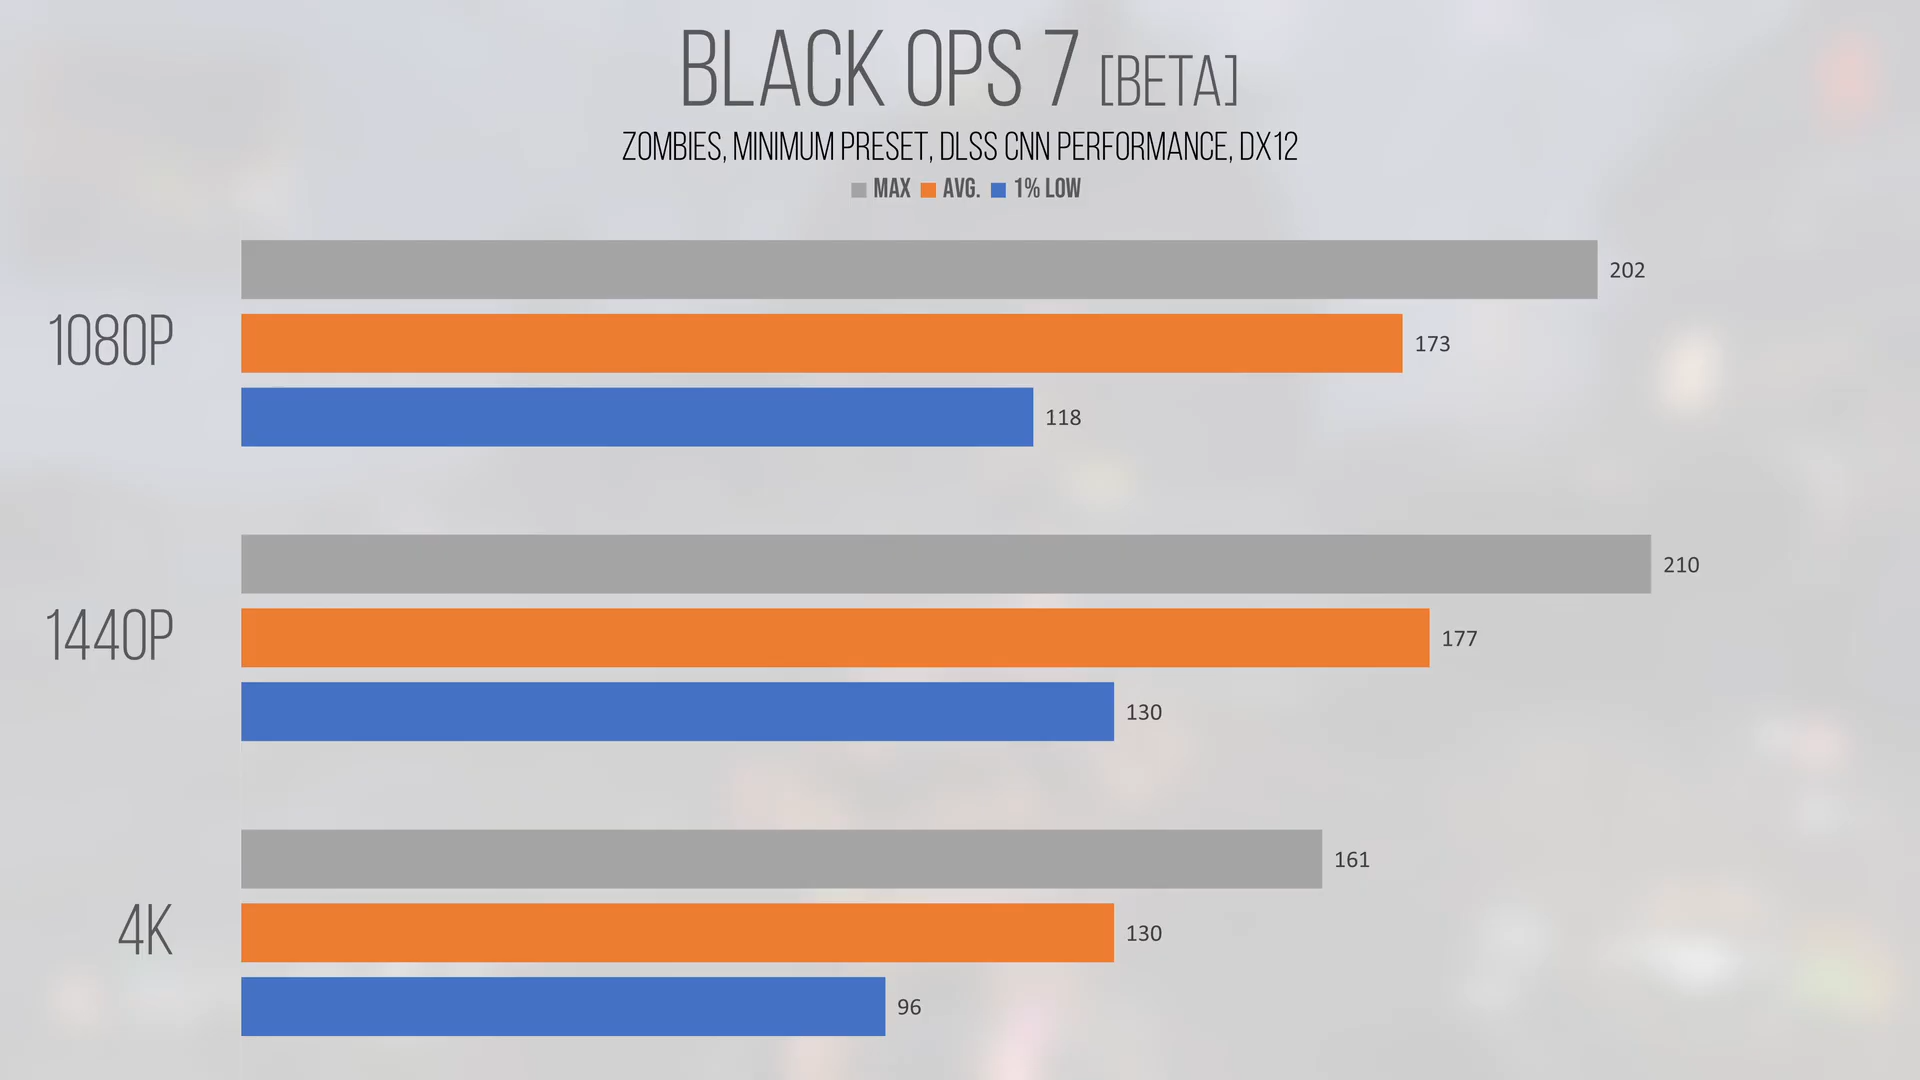 BLACK OPS 7 [BETA]
ZOMBIES, MINIMUM PRESET, DLSS CNN PERFORMANCE, DX12
MAX AVG. 1% LOW
1080P
202
173
118
1440P
210
177
130
4K
161
130
96